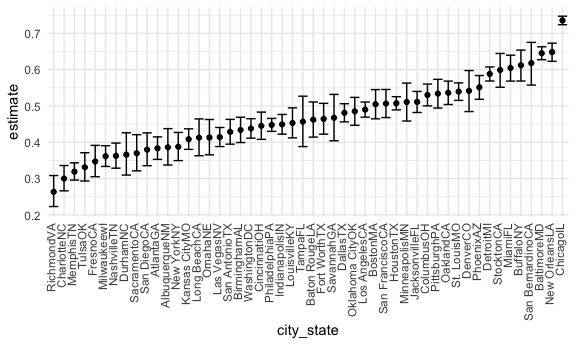 estimate
0.7
0.6
0.5
0.4
0.3
0.2
RichmondVA
CharlotteNC
MemphisTN
TulsaOK
FresnoCA
MilwaukeewI
NashvilleTN
DurhamNC
SacramentoCA
San DiegoCA
AtlantaGA
AlbuquerqueNM
New YorkNY
Kansas CityMO
Long BeachCA
OmahaNE
Las VegasNV
San AntonioTX
BirminghamAL
WashingtonDC
CincinnatiOH
PhiladelphiaPA
IndianapolisIN
LouisvilleKY
TampaFL
Baton RougeLA
Fort WorthTX
SavannahGA
DallasTX
Oklahoma CityOK
Los AngelesCA
BostonMA
San FranciscoCA
HoustonTX
MinneapolisMN
JacksonvilleFL
ColumbusOH
PittsburghPA
OaklandCA
St. LouisMO
DenverCO
PhoenixAZ
DetroitMI
StocktonCA
MiamiFL
BuffaloNY
San BernardinoCA
BaltimoreMD
New OrleansLA
ChicagoIL
city_state